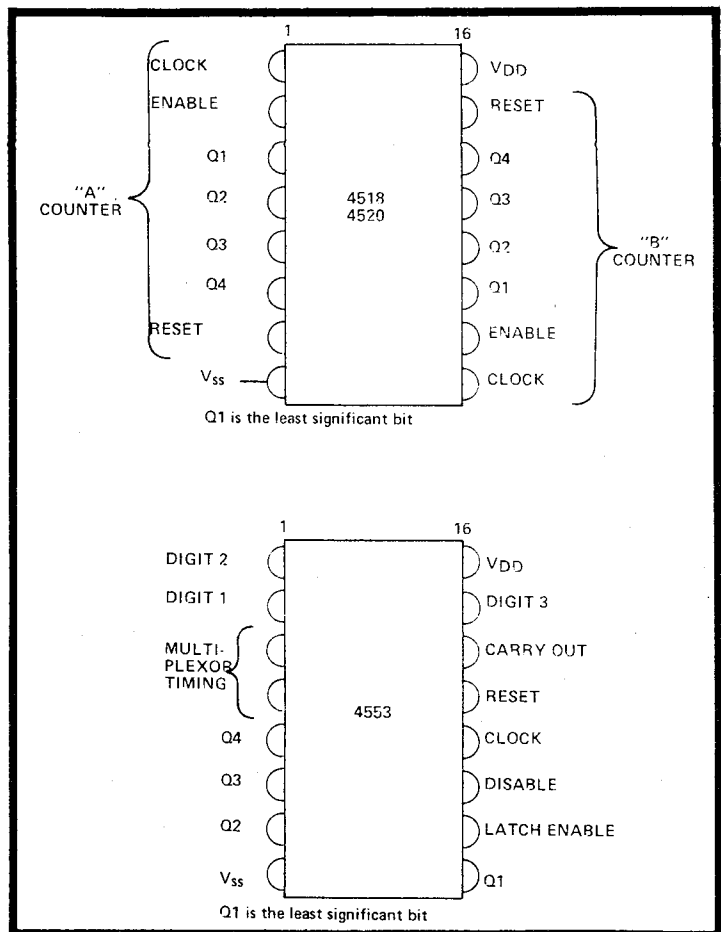 1 16
CLOCK VDD
ENABLE RESET
Q1 Q4
"A" COUNTER
Q2 4518 4520 Q3
Q3 Q2
"B" COUNTER
Q4 Q1
RESET ENABLE
Vss CLOCK
Q1 is the least significant bit
1 16
DIGIT 2 VDD
DIGIT 1 DIGIT 3
MULTI- CARRY OUT
PLEXOR
TIMING RESET
4553
Q4 CLOCK
Q3 DISABLE
Q2 LATCH ENABLE
Vss Q1
Q1 is the least significant bit